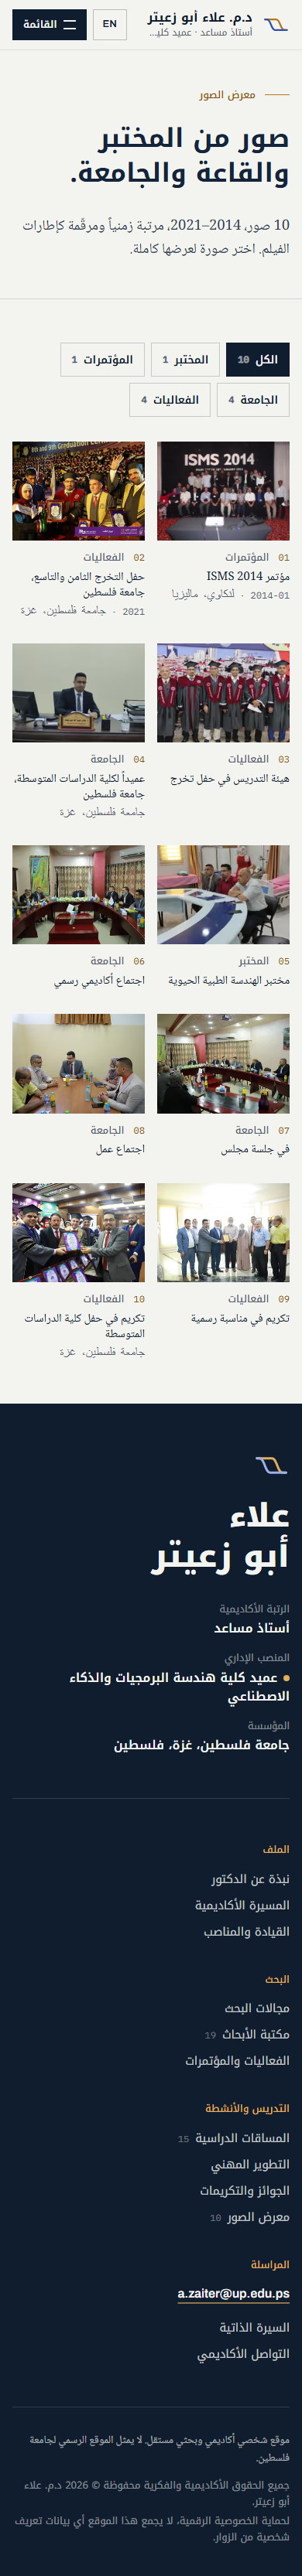 د.م. علاء أبو زعيتر
أستاذ مساعد · عميد كلي...
EN
القائمة
معرض الصور
صور من المختبر
والقاعة والجامعة.
10 صور، 2014–2021، مرتبة زمنياً ومرقّمة كإطارات
الفيلم. اختر صورة لعرضها كاملة.
الكل 10
المختبر 1
المؤتمرات 1
الجامعة 4
الفعاليات 4
ISMS 2014
8th and 9th Graduation
01 المؤتمرات
مؤتمر ISMS 2014
2014-01 · لنكاوي، ماليزيا
02 الفعاليات
حفل التخرج الثامن والتاسع،
جامعة فلسطين
2021 · جامعة فلسطين، غزة
03 الفعاليات
هيئة التدريس في حفل تخرج
04 الجامعة
عميداً لكلية الدراسات المتوسطة،
جامعة فلسطين
جامعة فلسطين، غزة
05 المختبر
مختبر الهندسة الطبية الحيوية
06 الجامعة
اجتماع أكاديمي رسمي
07 الجامعة
في جلسة مجلس
08 الجامعة
اجتماع عمل
09 الفعاليات
تكريم في مناسبة رسمية
10 الفعاليات
تكريم في حفل كلية الدراسات
المتوسطة
جامعة فلسطين، غزة
علاء
أبو زعيتر
الرتبة الأكاديمية
أستاذ مساعد
المنصب الإداري
عميد كلية هندسة البرمجيات والذكاء
الاصطناعي
المؤسسة
جامعة فلسطين، غزة، فلسطين
الملف
نبذة عن الدكتور
المسيرة الأكاديمية
القيادة والمناصب
البحث
مجالات البحث
مكتبة الأبحاث 19
الفعاليات والمؤتمرات
التدريس والأنشطة
المساقات الدراسية 15
التطوير المهني
الجوائز والتكريمات
معرض الصور 10
المراسلة
a.zaiter@up.edu.ps
السيرة الذاتية
التواصل الأكاديمي
موقع شخصي أكاديمي وبحثي مستقل. لا يمثل الموقع الرسمي لجامعة
فلسطين.
جميع الحقوق الأكاديمية والفكرية محفوظة © 2026 د.م. علاء
أبو زعيتر.
لحماية الخصوصية الرقمية، لا يجمع هذا الموقع أي بيانات تعريف
شخصية من الزوار.